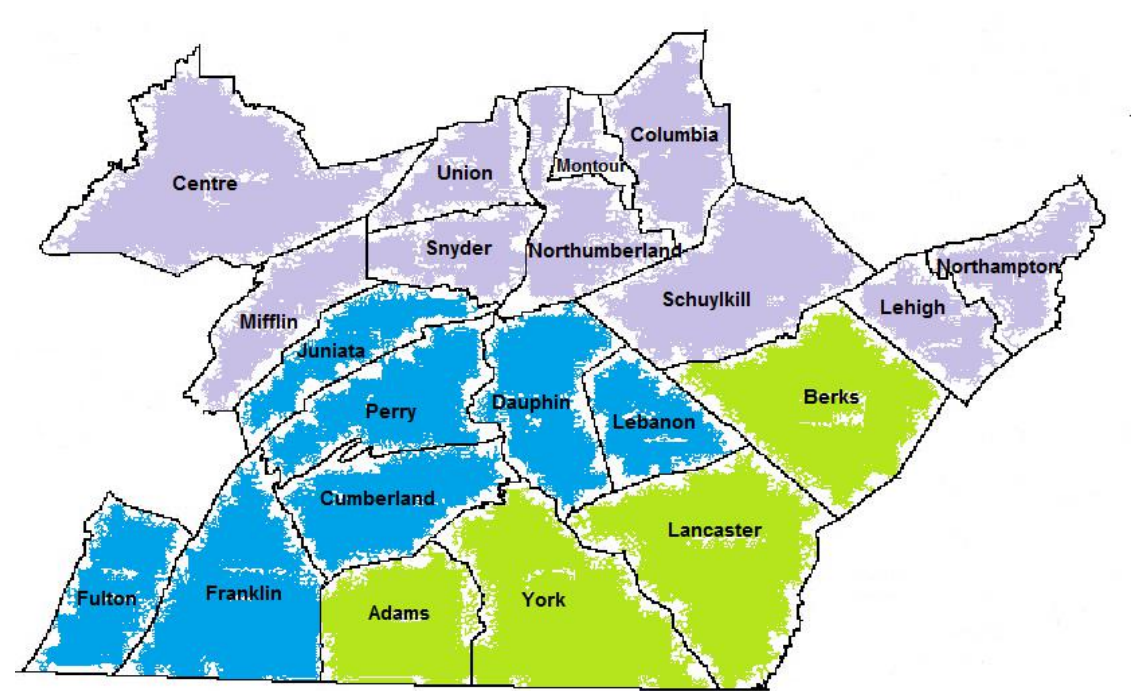 Columbia
Montour
Union
Centre
Snyder
Northumberland
Northampton
Schuylkill
Lehigh
Mifflin
Juniata
Berks
Dauphin
Perry
Lebanon
Cumberland
Lancaster
Franklin
Fulton
York
Adams